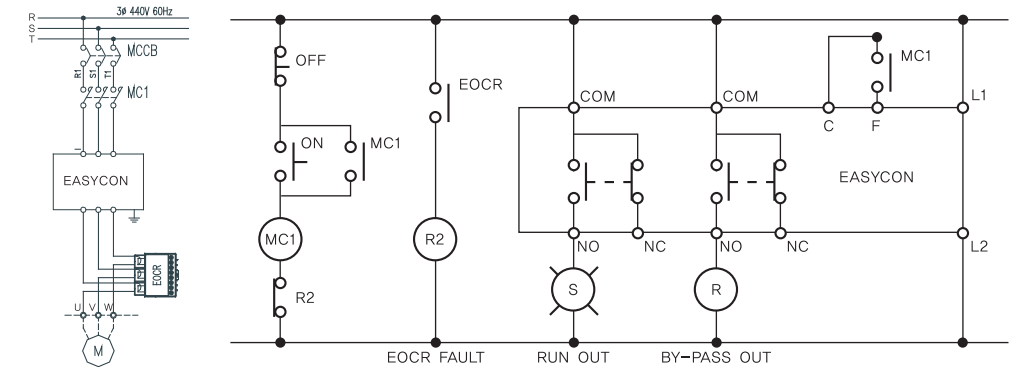 R
S
T
3ø 440V 60Hz
MCCB
R1
S1
T1
MC1
EASYCON
EOCR
U V W
M
OFF
ON
MC1
MC1
R2
EOCR
R2
EOCR FAULT
COM
NO
NC
S
RUN OUT
COM
NO
NC
R
BY-PASS OUT
C
F
MC1
EASYCON
L1
L2